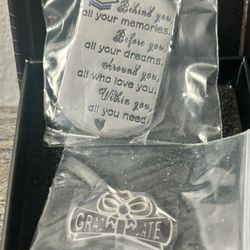 Behind you,
all your memories.
Before you,
all your dreams.
Around you,
all who love you.
Within you,
all you need.
GRADUATE